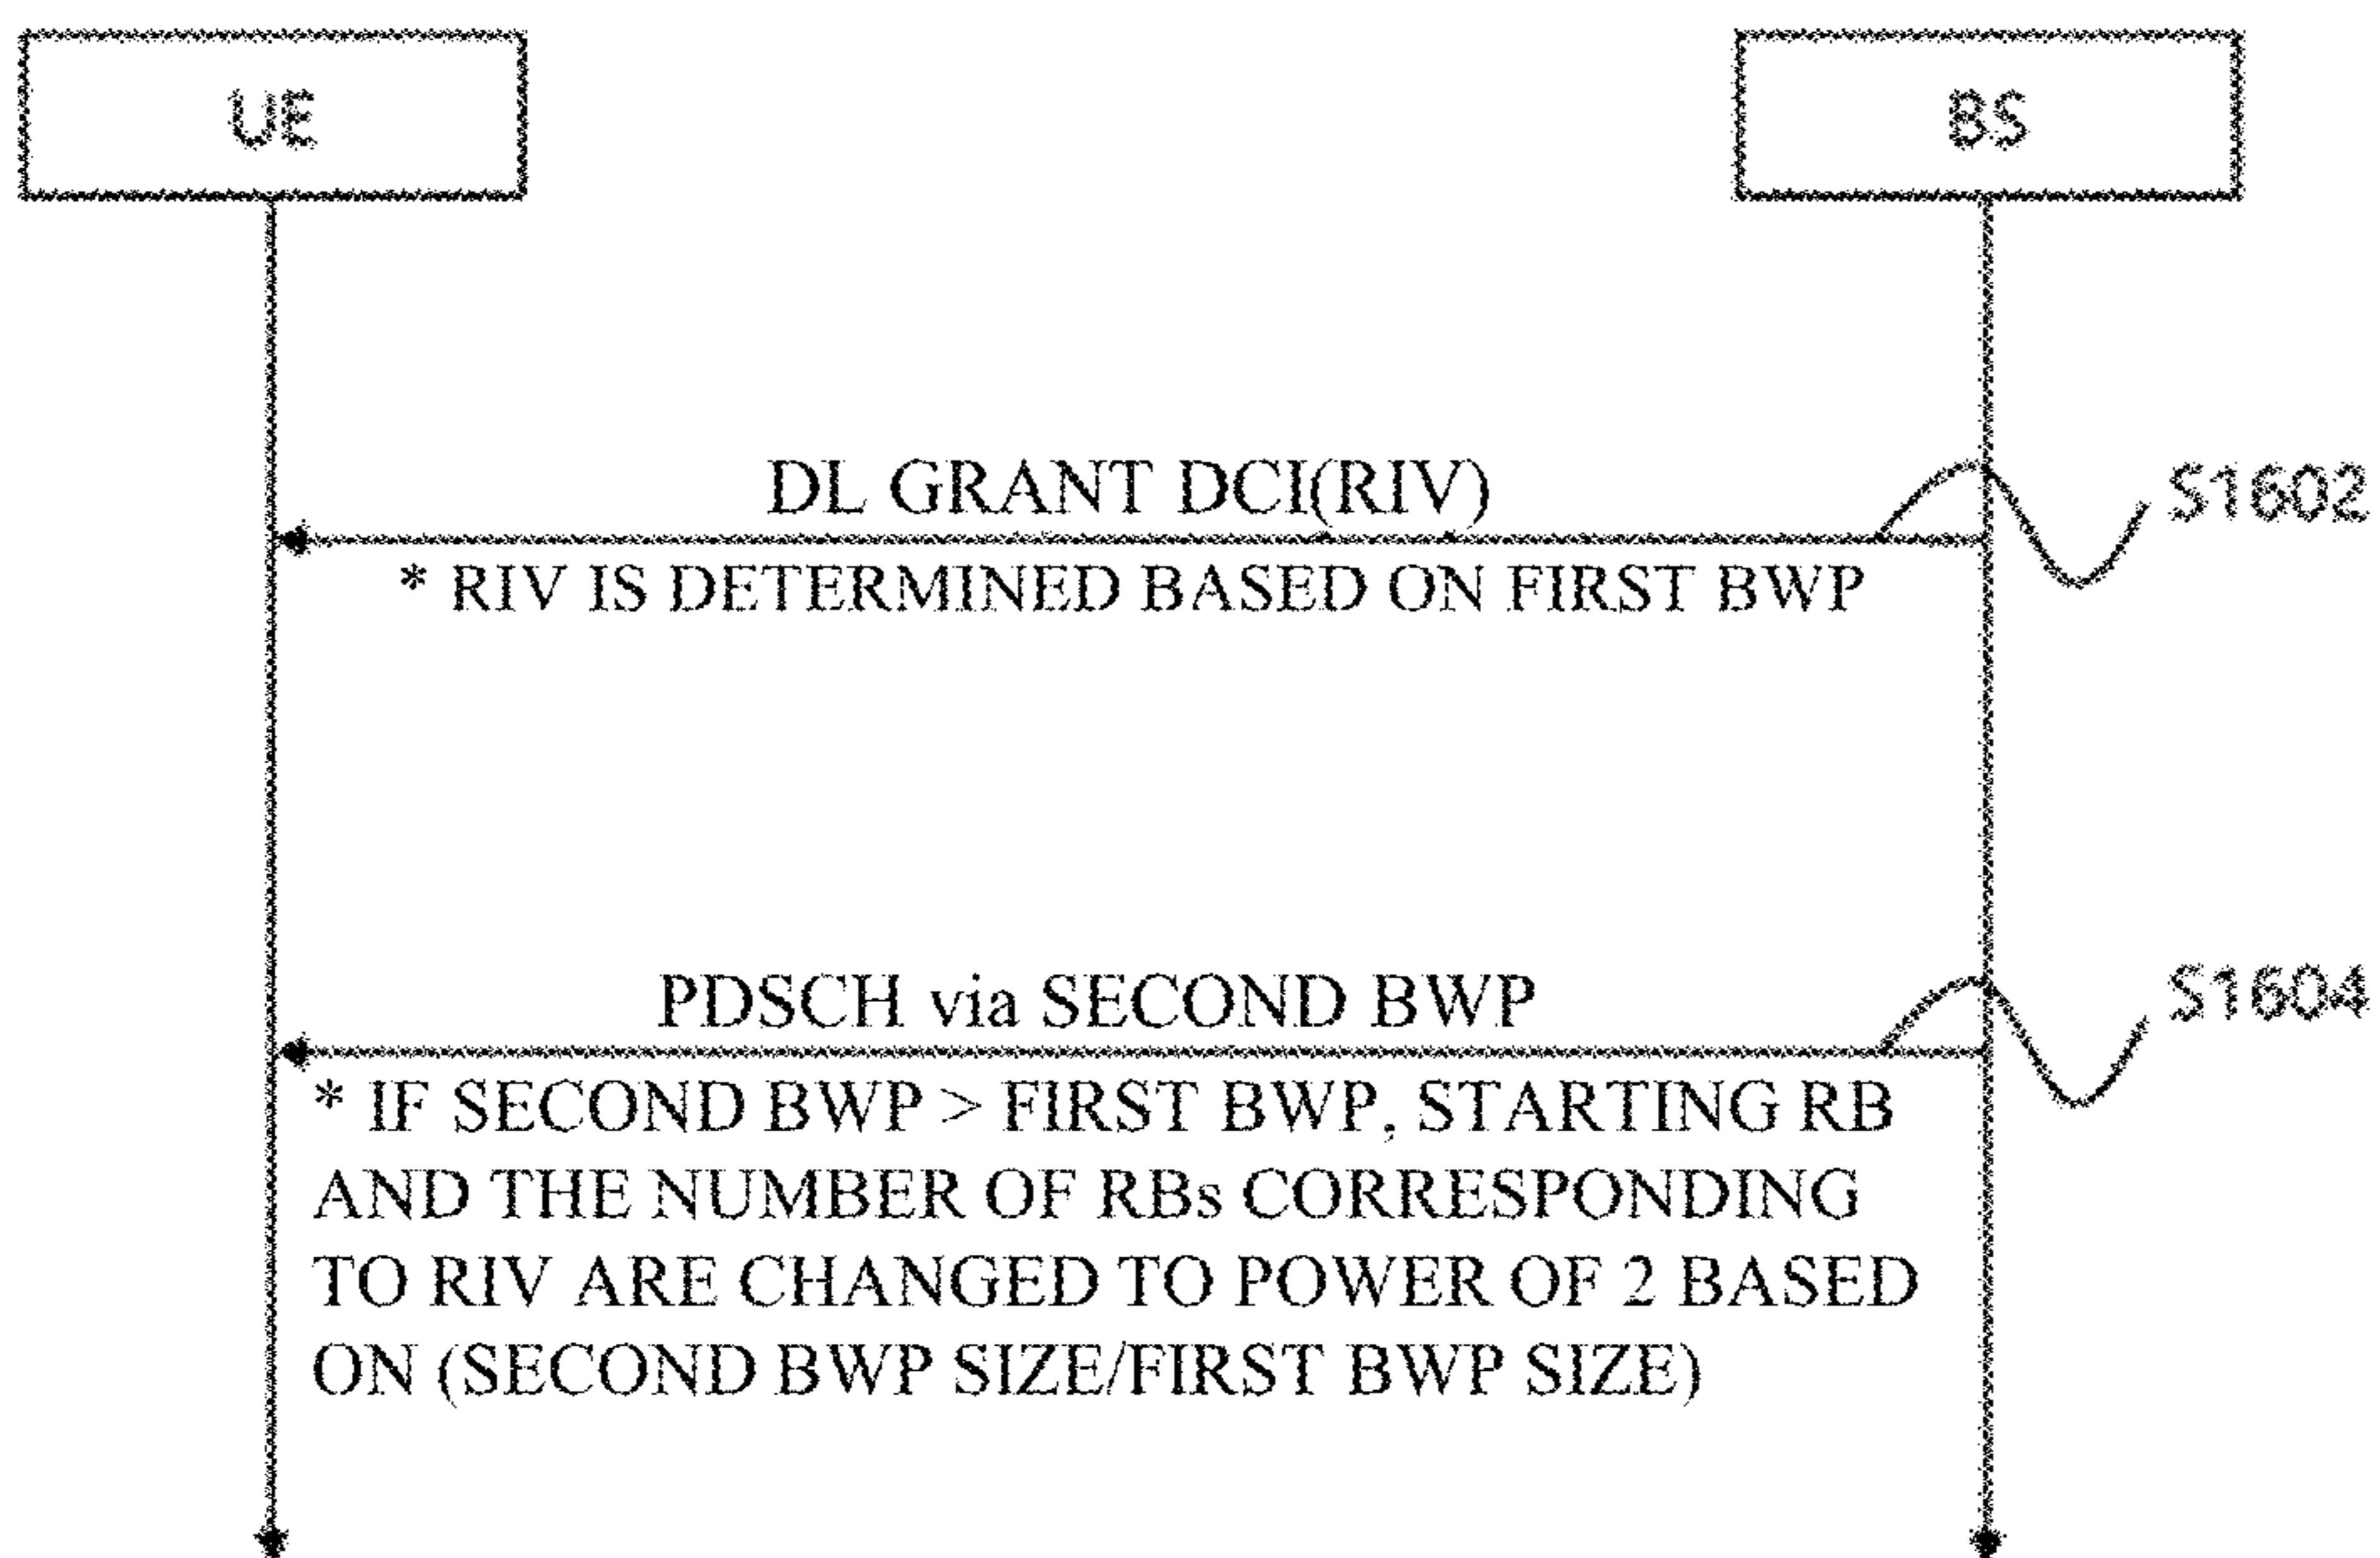 UE
BS
DL GRANT DCI(RIV)
S1602
* RIV IS DETERMINED BASED ON FIRST BWP
PDSCH via SECOND BWP
S1604
* IF SECOND BWP > FIRST BWP, STARTING RB
AND THE NUMBER OF RBs CORRESPONDING
TO RIV ARE CHANGED TO POWER OF 2 BASED
ON (SECOND BWP SIZE/FIRST BWP SIZE)